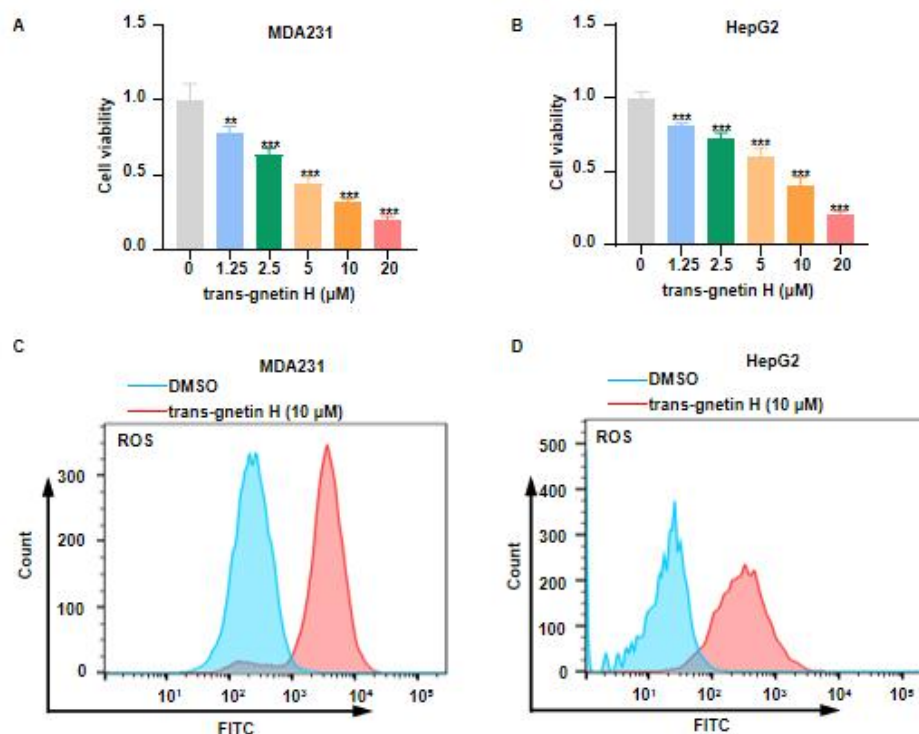 A
MDA231
1.5
1.0
0.5
0.0
Cell viability
**
***
***
***
***
0
1.25
2.5
5
10
20
trans-gnetin H (µM)
B
HepG2
1.5
1.0
0.5
0.0
Cell viability
***
***
***
***
***
0
1.25
2.5
5
10
20
trans-gnetin H (µM)
C
MDA231
DMSO
trans-gnetin H (10 µM)
ROS
300
200
100
0
Count
10¹
10²
10³
10⁴
10⁵
FITC
D
HepG2
DMSO
trans-gnetin H (10 µM)
ROS
500
400
300
200
100
0
Count
10¹
10²
10³
10⁴
10⁵
FITC